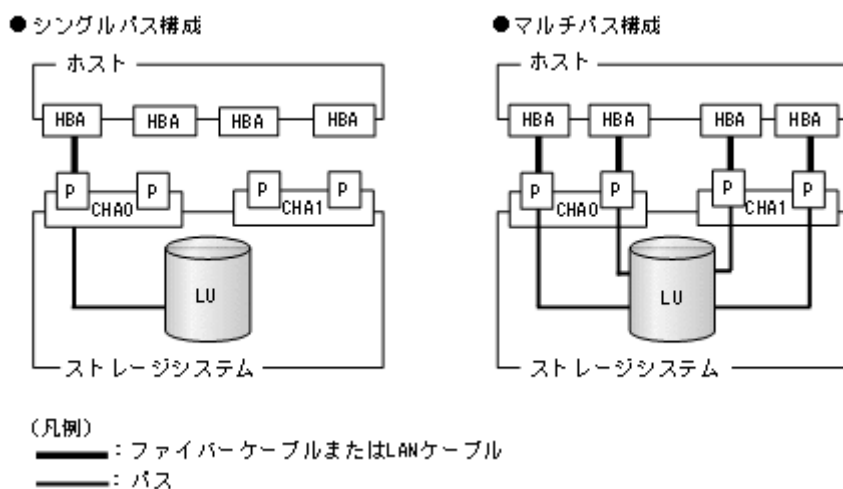 ●シングルパス構成
ホスト
HBA HBA HBA HBA
P P P P
CHA0 CHA1
LU
ストレージシステム
●マルチパス構成
ホスト
HBA HBA HBA HBA
P P P P
CHA0 CHA1
LU
ストレージシステム
(凡例)
:ファイバーケーブルまたはLANケーブル
:パス